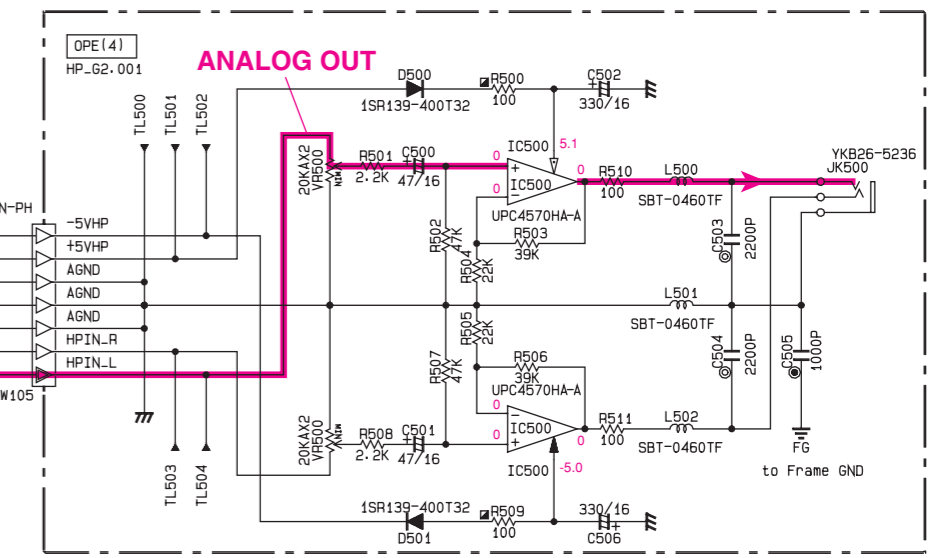 OPE(4)
HP_G2.001
ANALOG OUT
TL500
TL501
TL502
D500
1SR139-400T32
R500
100
C502
+
330/16
IC500
5.1
20KAX2
VR500
MIN
R501
2.2K
C500
+
47/16
0
+
IC500
0
-
UPC4570HA-A
R510
100
L500
SBT-0460TF
YKB26-5236
JK500
N-PH
-5VHP
+5VHP
AGND
AGND
AGND
HPIN_R
HPIN_L
W105
R502
47K
R503
39K
R504
22K
C503
2200P
L501
SBT-0460TF
R505
22K
R507
47K
R506
39K
UPC4570HA-A
0
-
IC500
0
+
0
C504
2200P
C505
1000P
20KAX2
VR500
MIN
R508
2.2K
C501
+
47/16
R511
100
L502
SBT-0460TF
IC500
-5.0
FG
to Frame GND
TL503
TL504
1SR139-400T32
D501
R509
100
330/16
+
C506